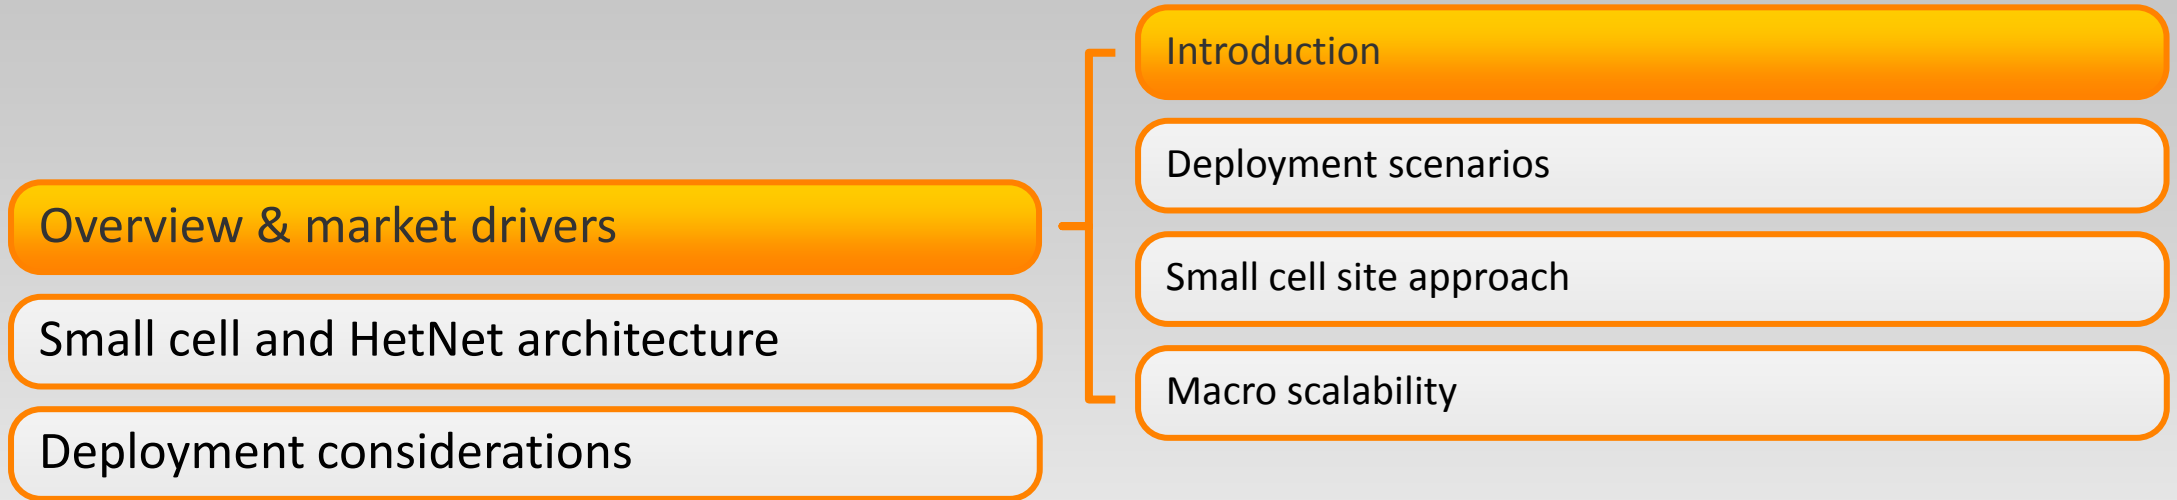 Overview & market drivers
Small cell and HetNet architecture
Deployment considerations
Introduction
Deployment scenarios
Small cell site approach
Macro scalability